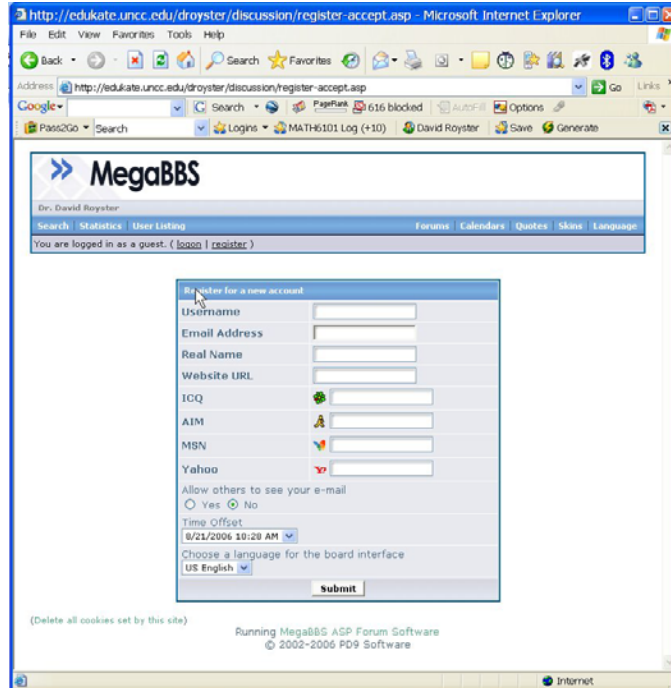 http://edukate.uncc.edu/droyster/discussion/register-accept.asp - Microsoft Internet Explorer
File Edit View Favorites Tools Help
Back Search Favorites
Address http://edukate.uncc.edu/droyster/discussion/register-accept.asp Go Links
Google Search PageRank 616 blocked AutoFill Options
Pass2Go Search Logins MATH6101 Log (+10) David Royster Save Generate
MegaBBS
Dr. David Royster
Search Statistics User Listing Forums Calendars Quotes Skins Language
You are logged in as a guest. ( logon | register )
Register for a new account
Username
Email Address
Real Name
Website URL
ICQ
AIM
MSN
Yahoo
Allow others to see your e-mail
Yes No
Time Offset
8/21/2006 10:28 AM
Choose a language for the board interface
US English
Submit
(Delete all cookies set by this site)
Running MegaBBS ASP Forum Software
© 2002-2006 PD9 Software
Internet